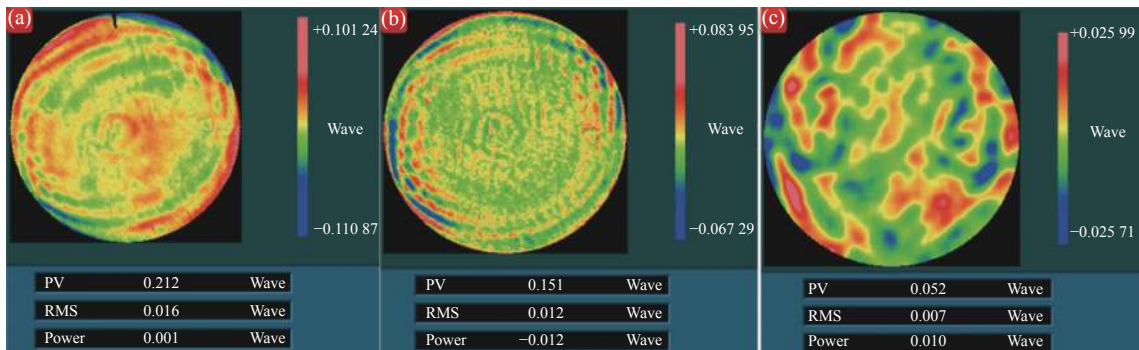 (a)
+0.101 24
Wave
−0.110 87
PV 0.212 Wave
RMS 0.016 Wave
Power 0.001 Wave
(b)
+0.083 95
Wave
−0.067 29
PV 0.151 Wave
RMS 0.012 Wave
Power −0.012 Wave
(c)
+0.025 99
Wave
−0.025 71
PV 0.052 Wave
RMS 0.007 Wave
Power 0.010 Wave